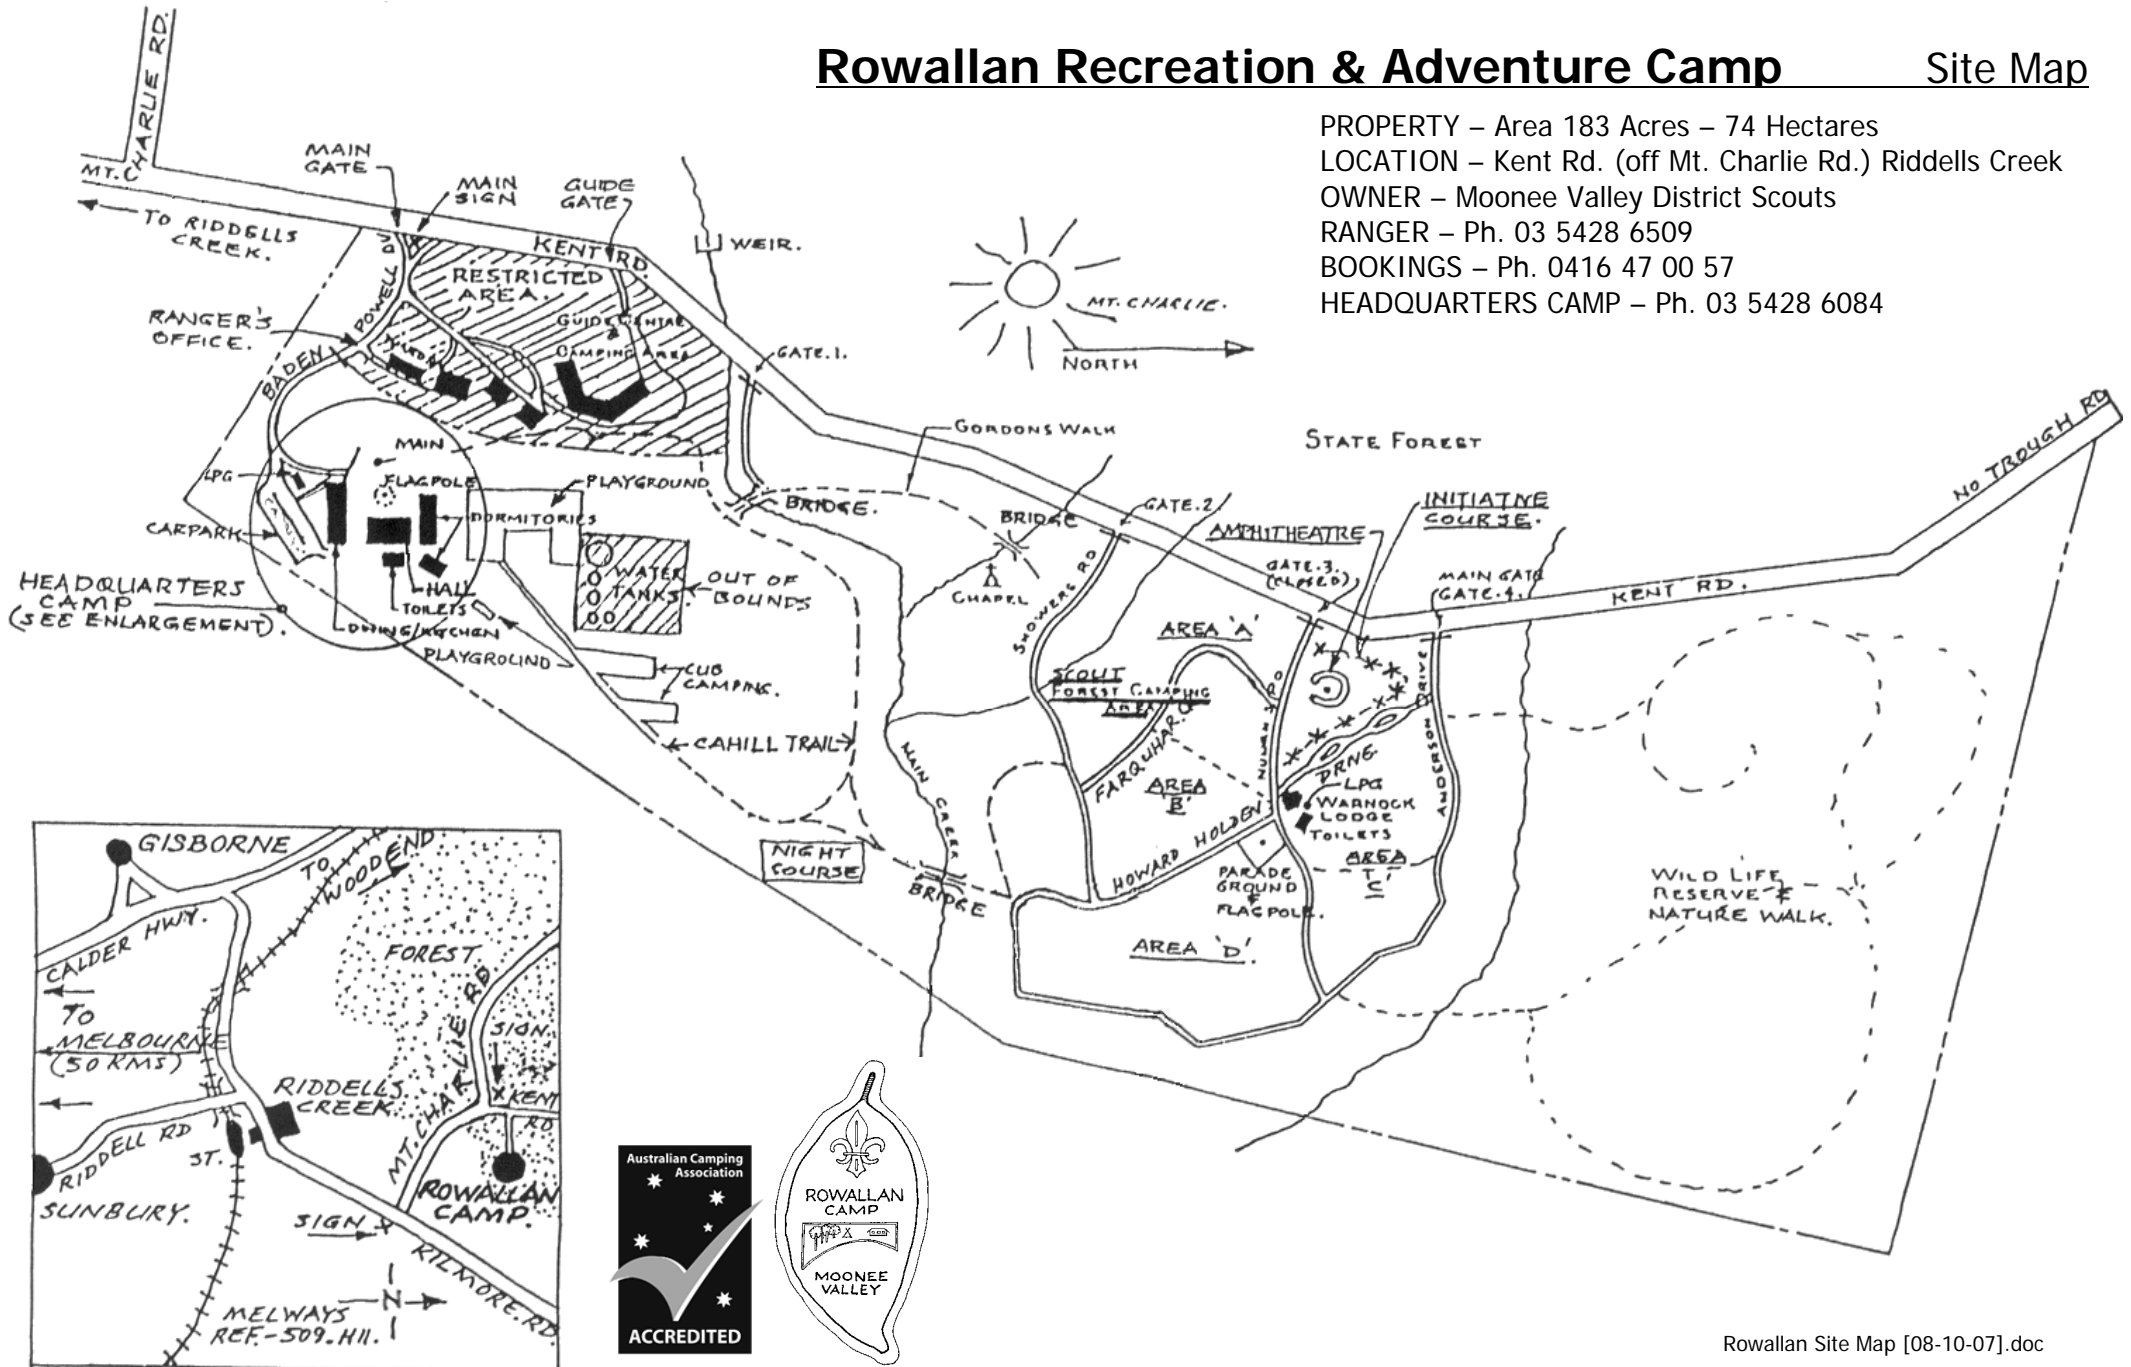 Rowallan Recreation & Adventure Camp Site Map
PROPERTY – Area 183 Acres – 74 Hectares
LOCATION – Kent Rd. (off Mt. Charlie Rd.) Riddells Creek
OWNER – Moonee Valley District Scouts
RANGER – Ph. 03 5428 6509
BOOKINGS – Ph. 0416 47 00 57
HEADQUARTERS CAMP – Ph. 03 5428 6084
MT. CHARLIE RD.
TO RIDDELLS
CREEK.
MAIN
GATE
MAIN
SIGN
GUIDE
GATE
KENT RD.
WEIR.
RESTRICTED
AREA.
GUIDE CENTRE
&
CAMPING AREA
RANGER'S
OFFICE.
BADEN POWELL DV
GATE.1.
MT. CHARLIE.
NORTH
MAIN
FLAGPOLE
LPG
CARPARK
PLAYGROUND
DORMITORIES
HEADQUARTERS
CAMP
(SEE ENLARGEMENT).
HALL
TOILETS
DINING/KITCHEN
PLAYGROUND
WATER
TANKS.
OUT OF
BOUNDS
CUB
CAMPING.
CAHILL TRAIL
BRIDGE.
GORDONS WALK
BRIDGE
CHAPEL
GATE.2
STATE FOREST
INITIATIVE
COURSE.
AMPHITHEATRE
GATE.3.
(CLOSED)
MAIN GATE
GATE.4.
KENT RD.
NO TROUGH RD
SHOWERS RD
AREA 'A'
SCOUT
FOREST CAMPING
AREA
FARQUHAR
AREA
'B'
HOWARD HOLDEN
DRIVE
ANDERSON
DRNG
LPG
WARNOCK
LODGE
TOILETS
AREA
'C'
PARADE
GROUND
&
FLAGPOLE.
AREA 'D'.
MAIN CREEK
NIGHT
COURSE
BRIDGE
WILD LIFE
RESERVE &
NATURE WALK.
GISBORNE
TO
WOODEND
CALDER HWY.
FOREST
TO
MELBOURNE
(50 KMS)
MT. CHARLIE RD
SIGN
KENT
RD
RIDDELLS
CREEK
RIDDELL RD
ST.
SUNBURY.
ROWALLAN
CAMP.
SIGN
KILMORE RD
N
MELWAYS
REF.-509.H11.
Australian Camping
Association
ACCREDITED
ROWALLAN
CAMP
MOONEE
VALLEY
Rowallan Site Map [08-10-07].doc